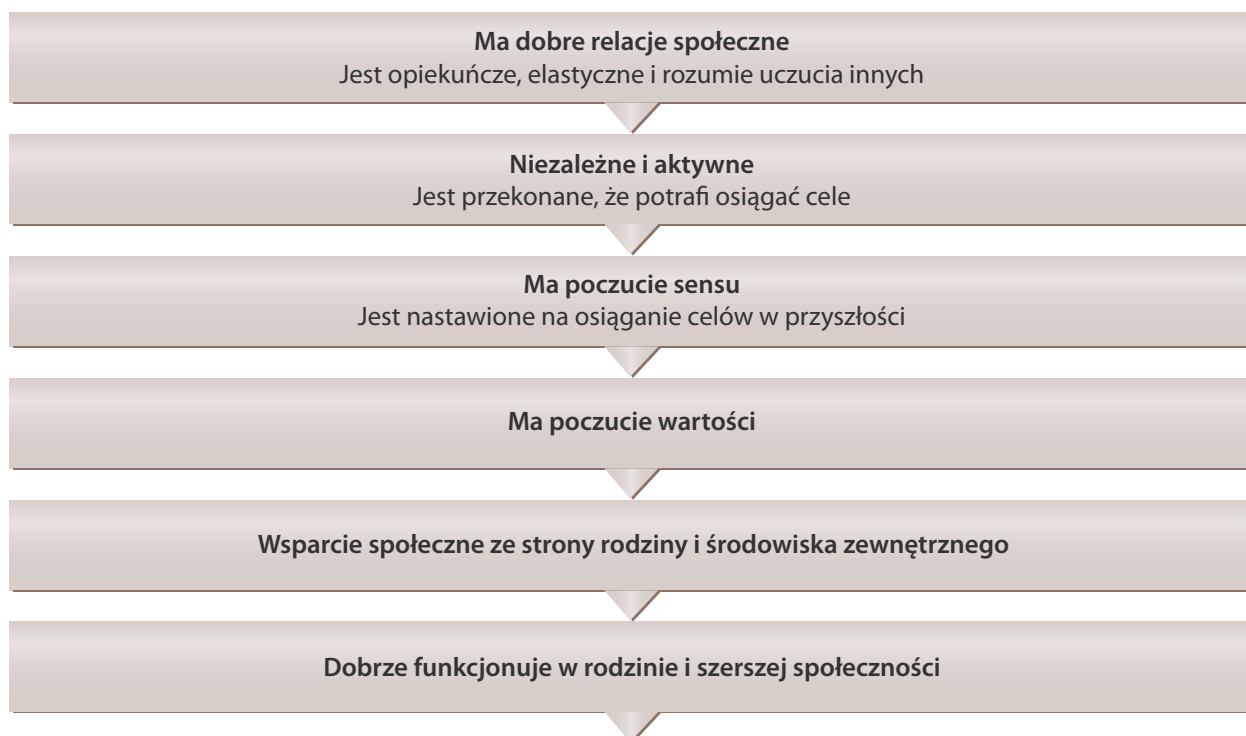 Ma dobre relacje społeczne
Jest opiekuńcze, elastyczne i rozumie uczucia innych
Niezależne i aktywne
Jest przekonane, że potrafi osiągać cele
Ma poczucie sensu
Jest nastawione na osiąganie celów w przyszłości
Ma poczucie wartości
Wsparcie społeczne ze strony rodziny i środowiska zewnętrznego
Dobrze funkcjonuje w rodzinie i szerszej społeczności